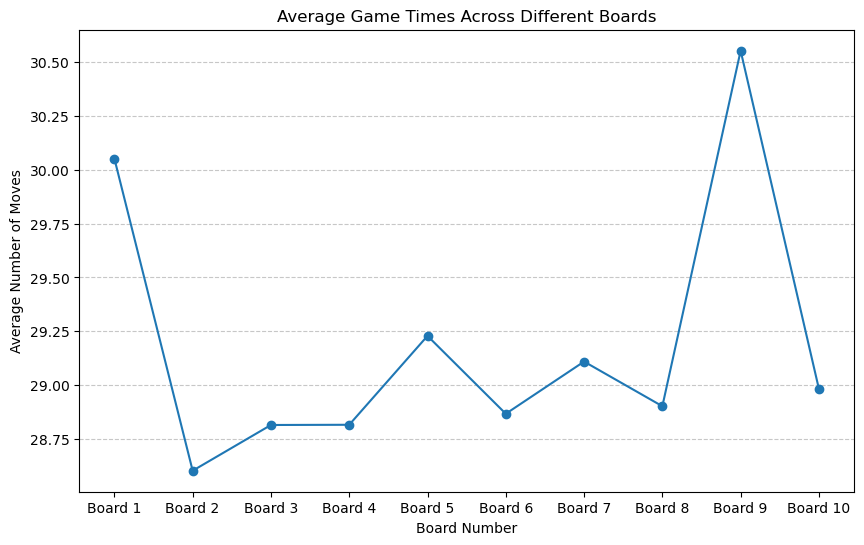 Average Game Times Across Different Boards
Average Number of Moves
30.50
30.25
30.00
29.75
29.50
29.25
29.00
28.75
Board 1 Board 2 Board 3 Board 4 Board 5 Board 6 Board 7 Board 8 Board 9 Board 10
Board Number